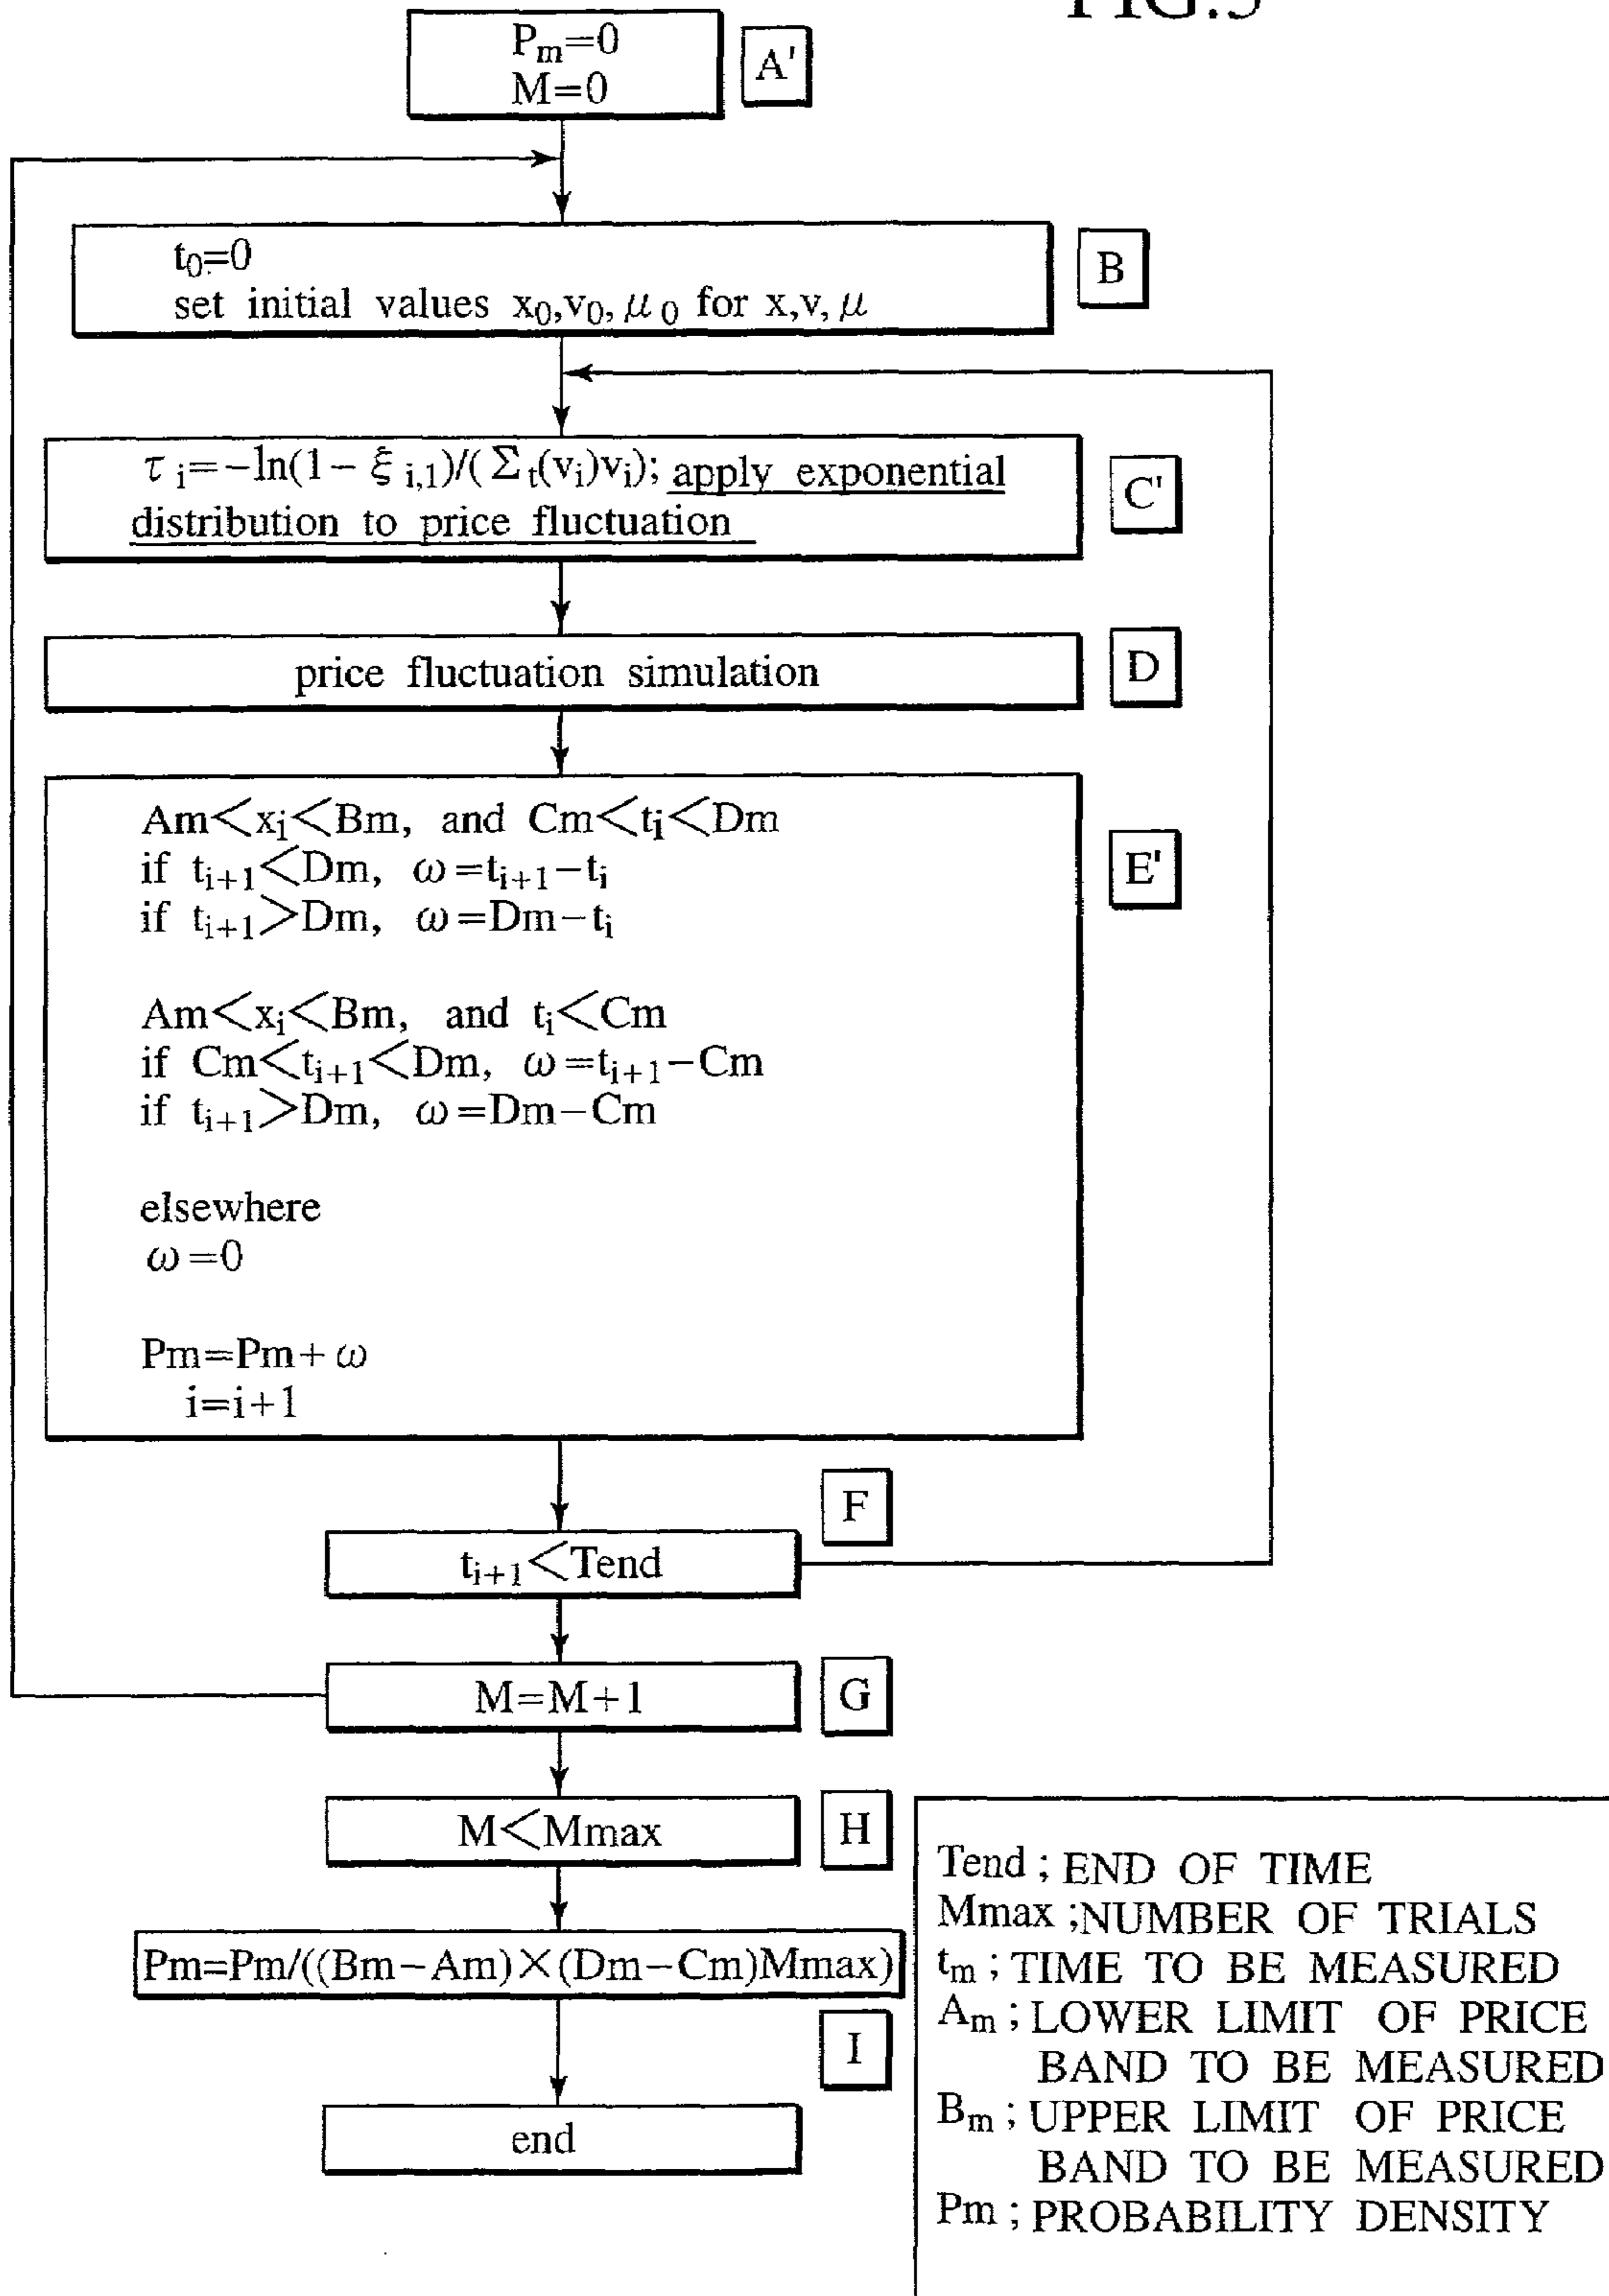 FIG.5
Pm=0
M=0
A'
t0=0
set initial values x0,v0, μ0 for x,v, μ
B
τi=-ln(1-ξi,1)/(Σt(vi)vi); apply exponential
distribution to price fluctuation
C'
price fluctuation simulation
D
Am<xi<Bm, and Cm<ti<Dm
if ti+1<Dm, ω=ti+1-ti
if ti+1>Dm, ω=Dm-ti
E'
Am<xi<Bm, and ti<Cm
if Cm<ti+1<Dm, ω=ti+1-Cm
if ti+1>Dm, ω=Dm-Cm
elsewhere
ω=0
Pm=Pm+ω
i=i+1
F
ti+1<Tend
M=M+1
G
M<Mmax
H
Pm=Pm/((Bm-Am)×(Dm-Cm)Mmax)
I
end
Tend ; END OF TIME
Mmax ;NUMBER OF TRIALS
tm ; TIME TO BE MEASURED
Am ; LOWER LIMIT OF PRICE
BAND TO BE MEASURED
Bm ; UPPER LIMIT OF PRICE
BAND TO BE MEASURED
Pm ; PROBABILITY DENSITY